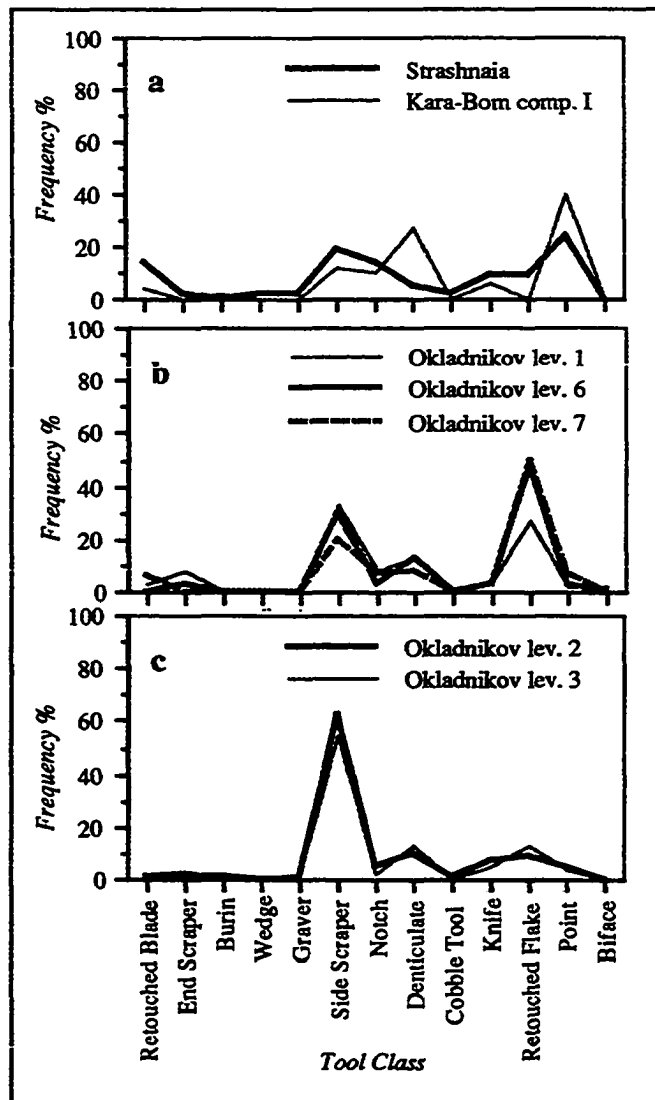 100
80
60
40
20
0
Frequency %
a
Strashnaia
Kara-Bom comp. I
100
80
60
40
20
0
Frequency %
b
Okladnikov lev. 1
Okladnikov lev. 6
Okladnikov lev. 7
100
80
60
40
20
0
Frequency %
c
Okladnikov lev. 2
Okladnikov lev. 3
Retouched Blade
End Scraper
Burin
Wedge
Graver
Side Scraper
Notch
Denticulate
Cobble Tool
Knife
Retouched Flake
Point
Biface
Tool Class